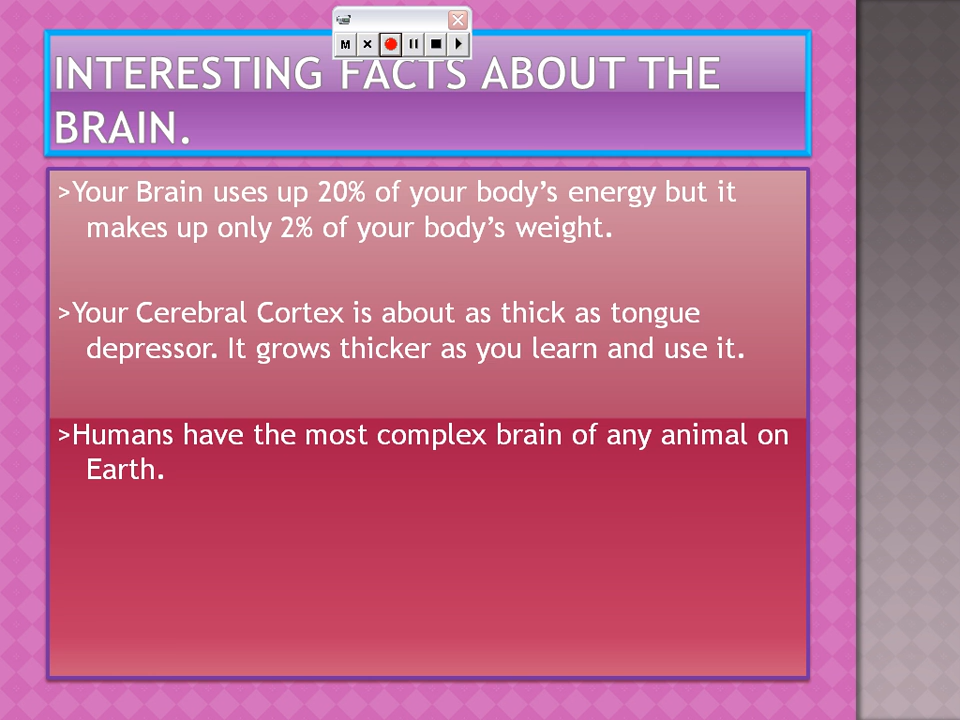 M
INTERESTING FACTS ABOUT THE
BRAIN.
>Your Brain uses up 20% of your body’s energy but it
makes up only 2% of your body’s weight.
>Your Cerebral Cortex is about as thick as tongue
depressor. It grows thicker as you learn and use it.
>Humans have the most complex brain of any animal on
Earth.